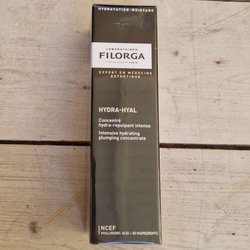 HYDRATATION-MOISTURE
LABORATOIRES
FILORGA
PARIS
EXPERT EN MÉDECINE
ESTHÉTIQUE
HYDRA-HYAL
Concentré
hydra-repulpant intense
Intensive hydrating
plumping concentrate
NCEF
HYALURONIC ACID + 50 INGREDIENTS